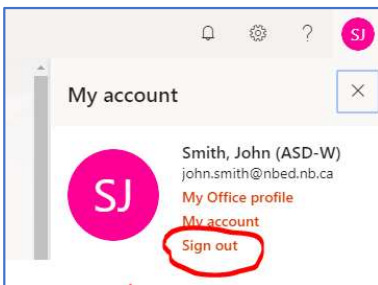 ? SJ
My account
Smith, John (ASD-W)
john.smith@nbed.nb.ca
SJ
My Office profile
My account
Sign out